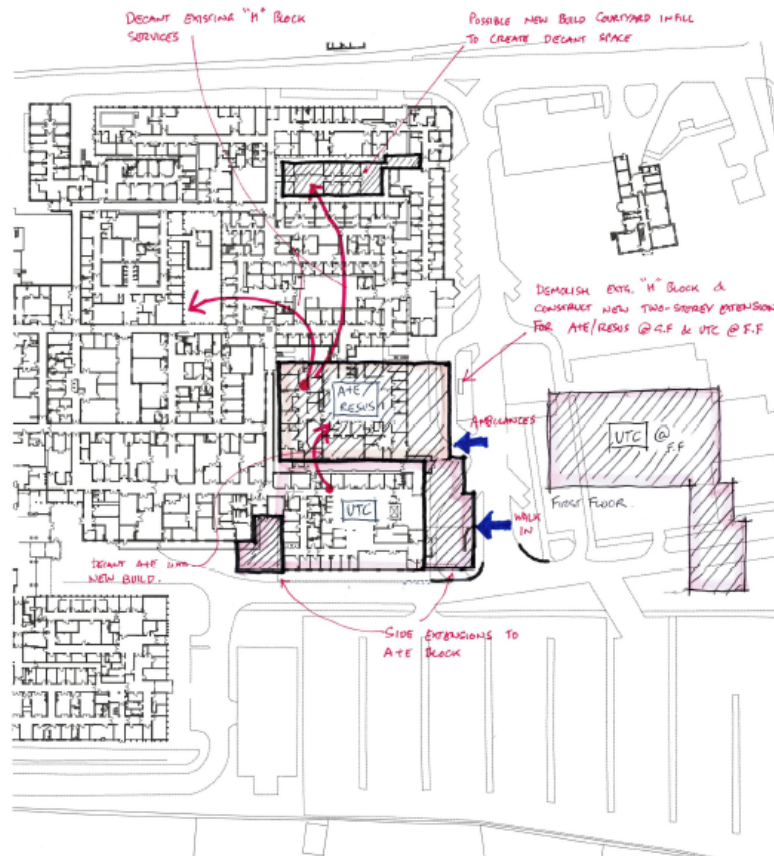 DECANT EXISTING "H" BLOCK
SERVICES
POSSIBLE NEW BUILD COURTYARD INFILL
TO CREATE DECANT SPACE
DEMOLISH EXTG. "H" BLOCK &
CONSTRUCT NEW TWO-STOREY EXTENSION
FOR A+E/RESUS @ G.F & UTC @ F.F
A+E/
RESUS
AMBULANCES
UTC @
F.F
FIRST FLOOR
UTC
WALK
IN
DECANT A+E INTO
NEW BUILD.
SIDE EXTENSIONS TO
A+E BLOCK